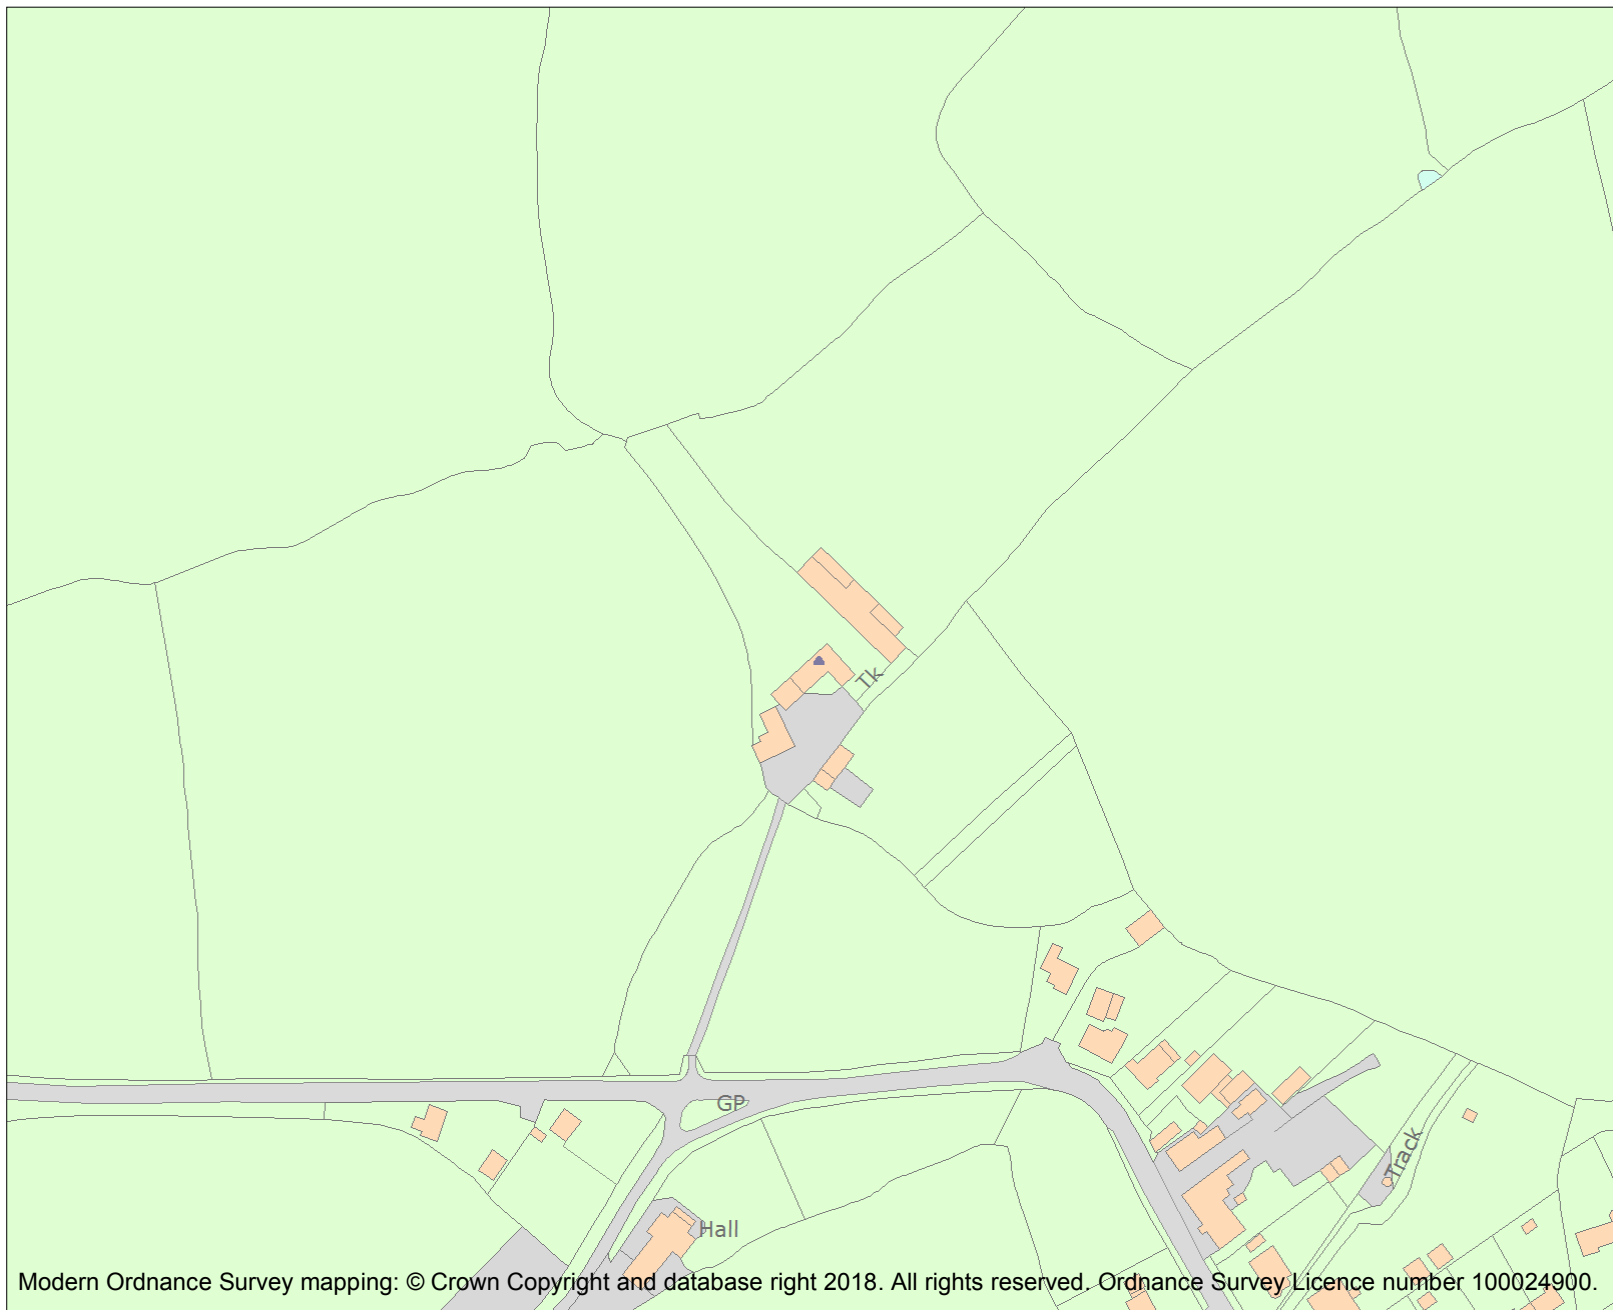 Tk
GP
Track
Hall
Modern Ordnance Survey mapping: © Crown Copyright and database right 2018. All rights reserved. Ordnance Survey Licence number 100024900.